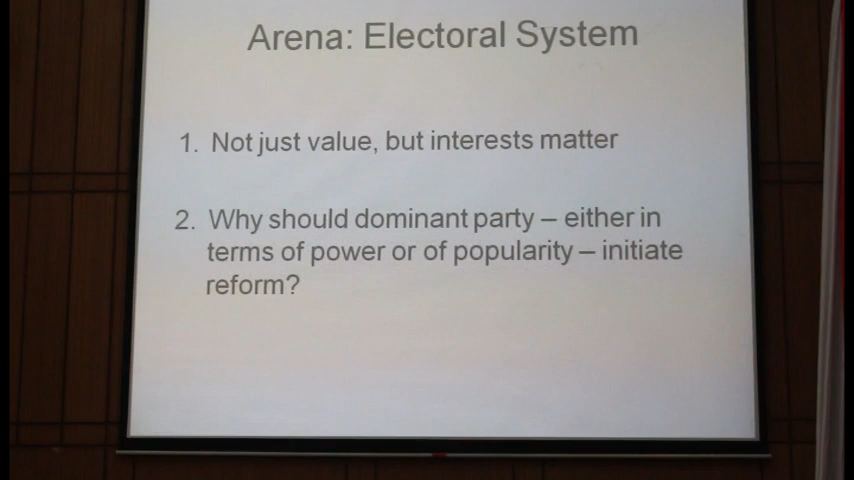 Arena: Electoral System
1. Not just value, but interests matter
2. Why should dominant party – either in
terms of power or of popularity – initiate
reform?